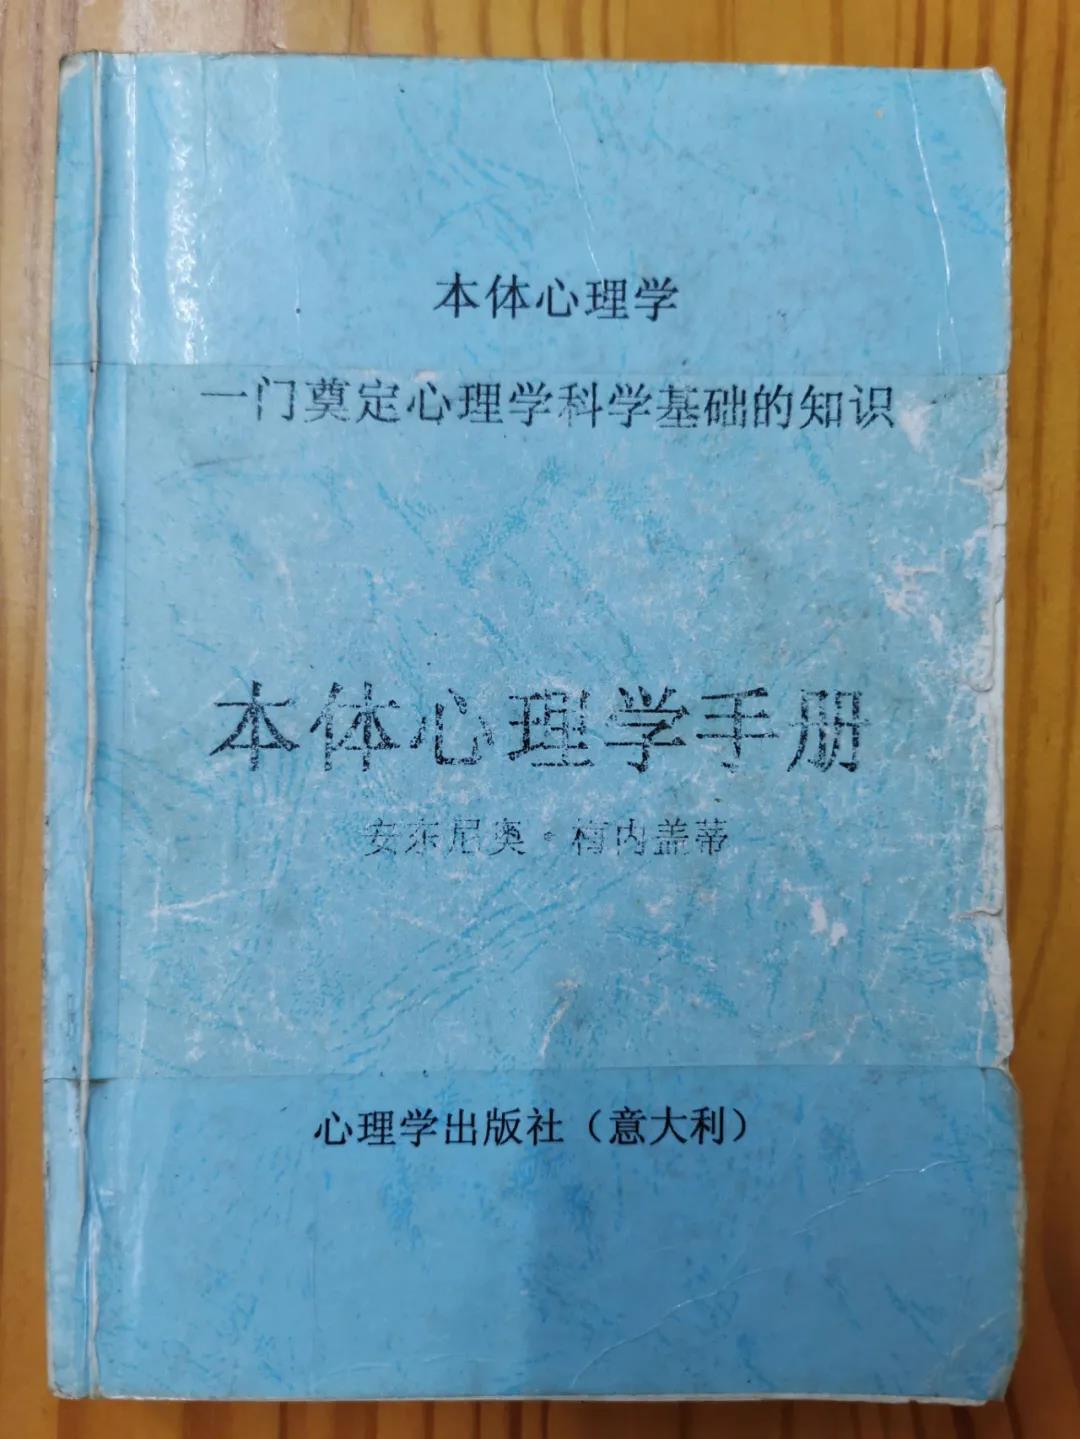 本体心理学
一门奠定心理学科学基础的知识
本体心理学手册
安东尼奥·梅内盖蒂
心理学出版社（意大利）